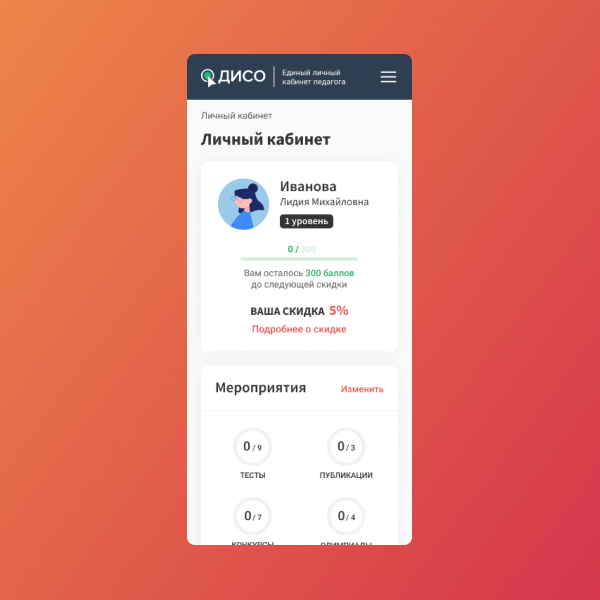 ДИСО
Единый личный
кабинет педагога
Личный кабинет
Личный кабинет
Иванова
Лидия Михайловна
1 уровень
0 / 300
Вам осталось 300 баллов
до следующей скидки
ВАША СКИДКА 5%
Подробнее о скидке
Мероприятия Изменить
0 / 9 0 / 3
ТЕСТЫ ПУБЛИКАЦИИ
0 / 7 0 / 4
КОНКУРСЫ ОЛИМПИАДЫ